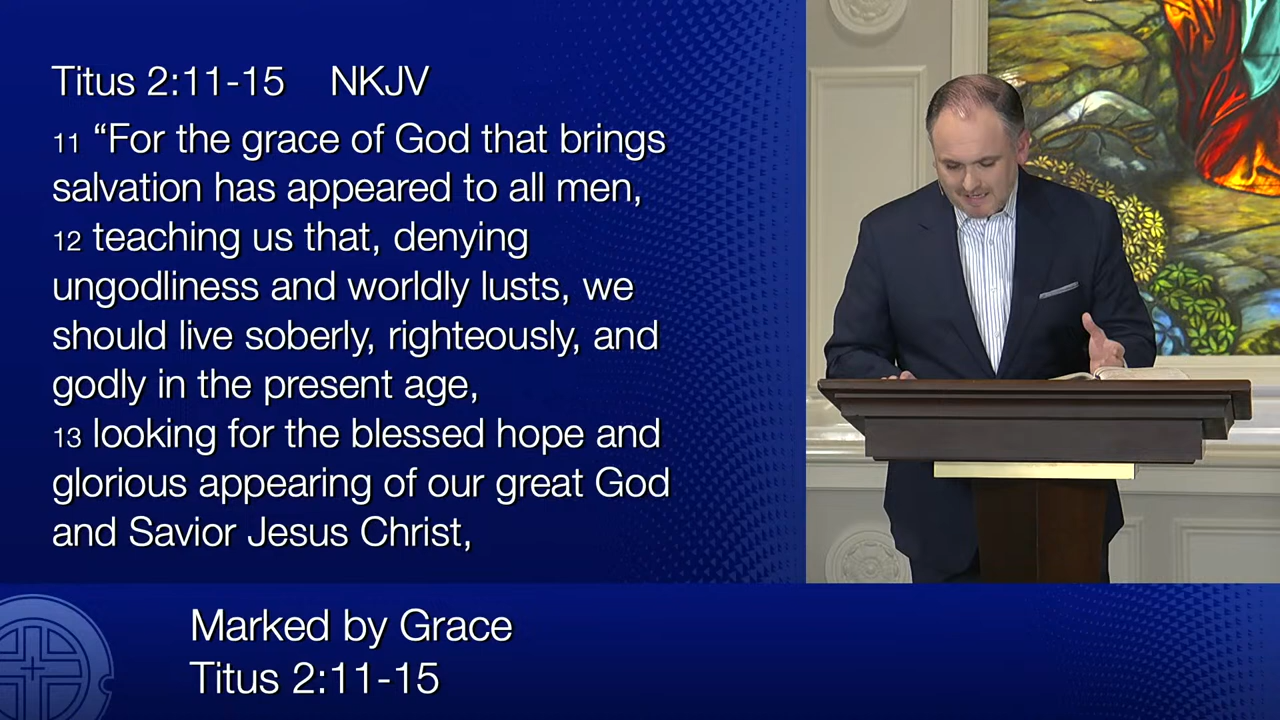 Titus 2:11-15 NKJV
11 “For the grace of God that brings
salvation has appeared to all men,
12 teaching us that, denying
ungodliness and worldly lusts, we
should live soberly, righteously, and
godly in the present age,
13 looking for the blessed hope and
glorious appearing of our great God
and Savior Jesus Christ,
Marked by Grace
Titus 2:11-15